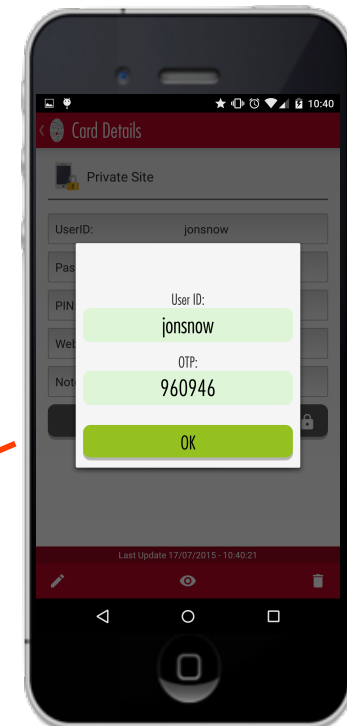 10:40
Card Details
Private Site
UserID: jonsnow
Pas
User ID:
PIN
jonsnow
Web
OTP:
Not
960946
OK
Last Update 17/07/2015 - 10:40:21